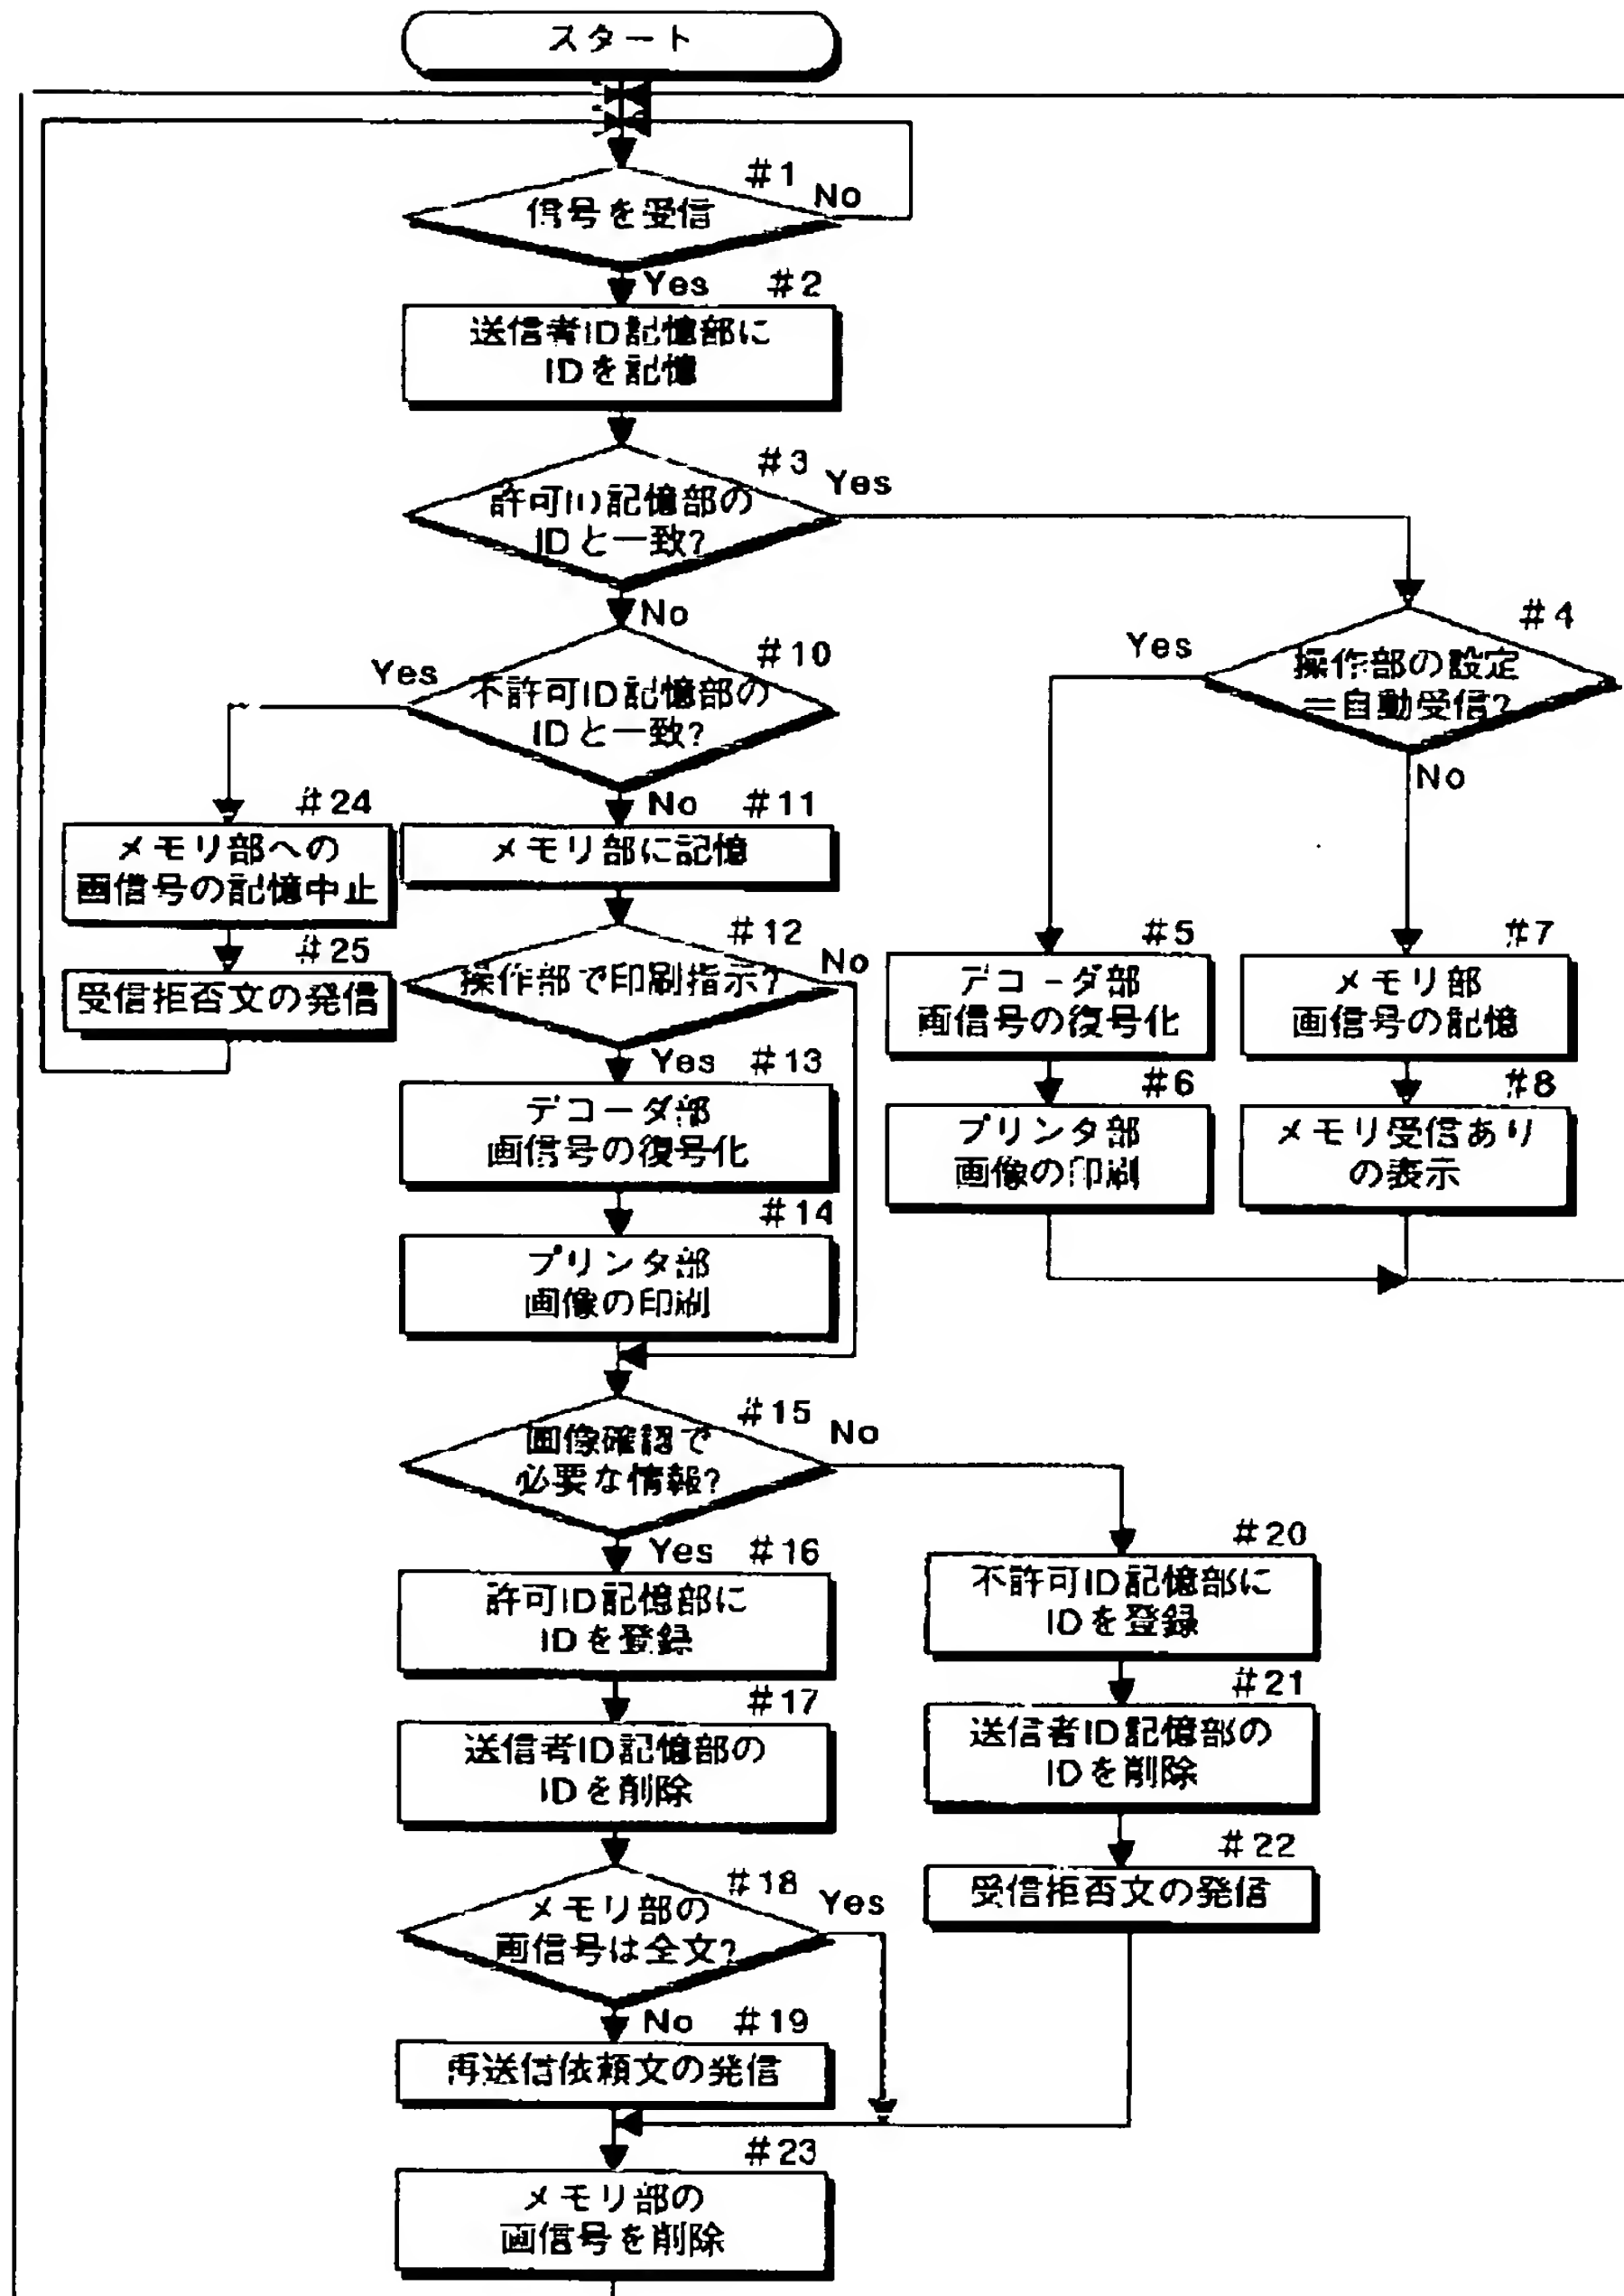 スタート
#1
信号を受信
No
Yes
#2
送信者ID記憶部に
IDを記憶
#3
許可ID記憶部の
IDと一致?
Yes
No
#4
操作部の設定
=自動受信?
Yes
No
#10
不許可ID記憶部の
IDと一致?
Yes
No
#24
メモリ部への
画信号の記憶中止
#25
受信拒否文の発信
#11
メモリ部に記憶
#12
操作部で印刷指示?
No
Yes
#5
デコーダ部
画信号の復号化
#7
メモリ部
画信号の記憶
#6
プリンタ部
画像の印刷
#8
メモリ受信あり
の表示
#13
デコーダ部
画信号の復号化
#14
プリンタ部
画像の印刷
#15
画像確認で
必要な情報?
No
Yes
#16
許可ID記憶部に
IDを登録
#20
不許可ID記憶部に
IDを登録
#17
送信者ID記憶部の
IDを削除
#21
送信者ID記憶部の
IDを削除
#18
メモリ部の
画信号は全文?
Yes
No
#22
受信拒否文の発信
#19
再送信依頼文の発信
#23
メモリ部の
画信号を削除